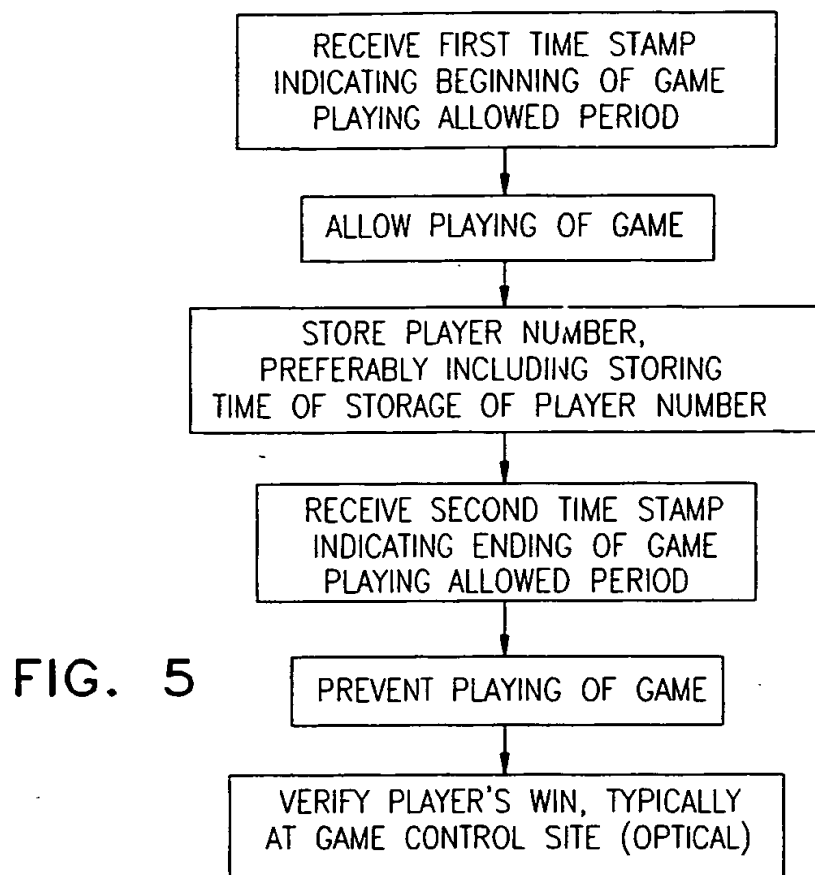 RECEIVE FIRST TIME STAMP
INDICATING BEGINNING OF GAME
PLAYING ALLOWED PERIOD
ALLOW PLAYING OF GAME
STORE PLAYER NUMBER,
PREFERABLY INCLUDING STORING
TIME OF STORAGE OF PLAYER NUMBER
RECEIVE SECOND TIME STAMP
INDICATING ENDING OF GAME
PLAYING ALLOWED PERIOD
FIG. 5
PREVENT PLAYING OF GAME
VERIFY PLAYER'S WIN, TYPICALLY
AT GAME CONTROL SITE (OPTICAL)